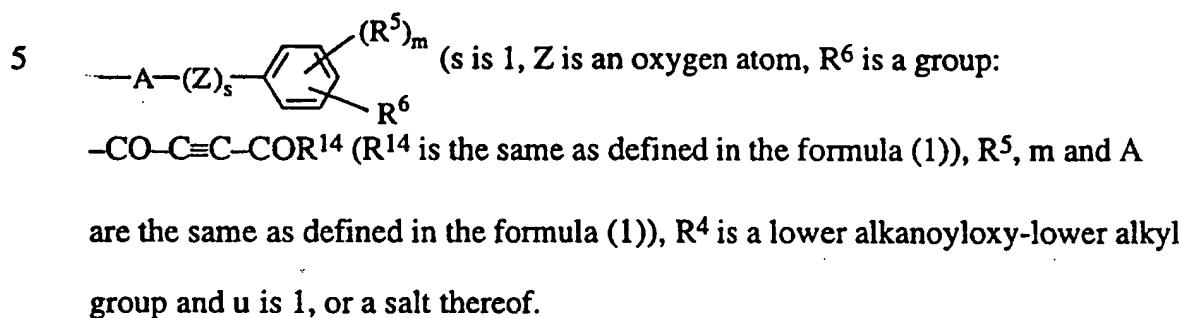 5 —A—(Z)s— (R⁵)m (s is 1, Z is an oxygen atom, R⁶ is a group:
R⁶
–CO–C≡C–COR¹⁴ (R¹⁴ is the same as defined in the formula (1)), R⁵, m and A
are the same as defined in the formula (1)), R⁴ is a lower alkanoyloxy-lower alkyl
group and u is 1, or a salt thereof.